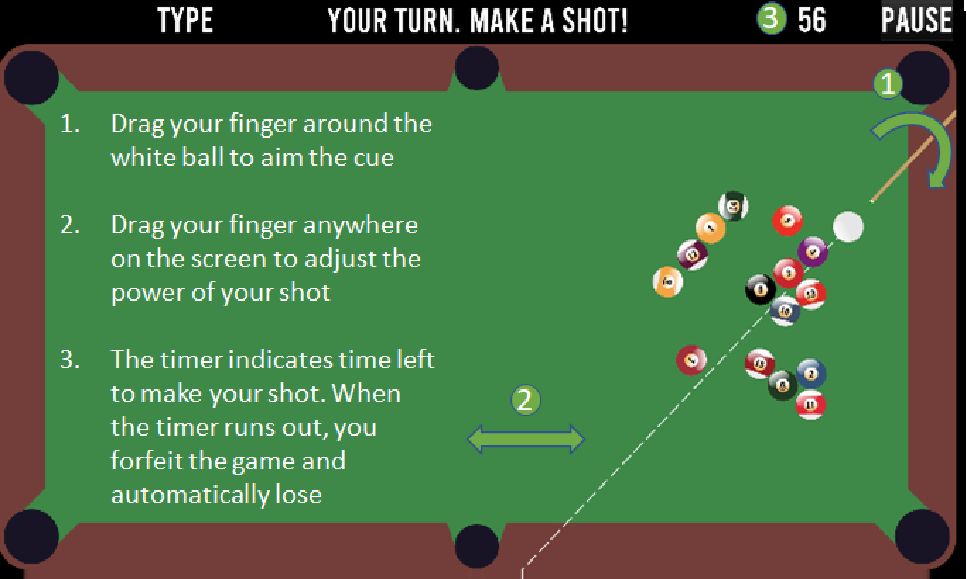 TYPE YOUR TURN. MAKE A SHOT! 3 56 PAUSE
1
1. Drag your finger around the
white ball to aim the cue
2. Drag your finger anywhere
on the screen to adjust the
power of your shot
3. The timer indicates time left
to make your shot. When
the timer runs out, you
forfeit the game and
automatically lose
2